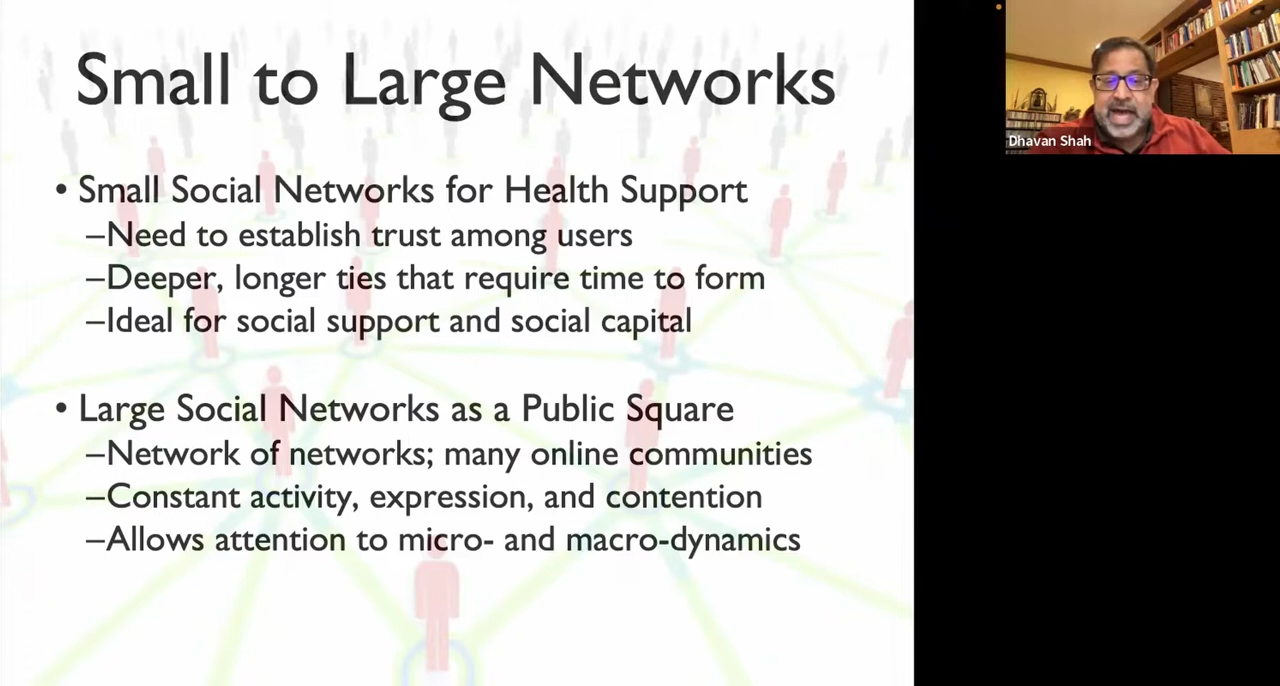 Small to Large Networks
• Small Social Networks for Health Support
–Need to establish trust among users
–Deeper, longer ties that require time to form
–Ideal for social support and social capital
• Large Social Networks as a Public Square
–Network of networks; many online communities
–Constant activity, expression, and contention
–Allows attention to micro- and macro-dynamics
Dhavan Shah